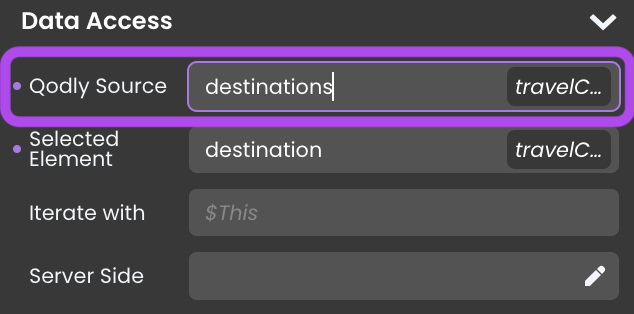 Data Access
Qodly Source destinations travelC...
Selected
Element destination travelC...
Iterate with $This
Server Side